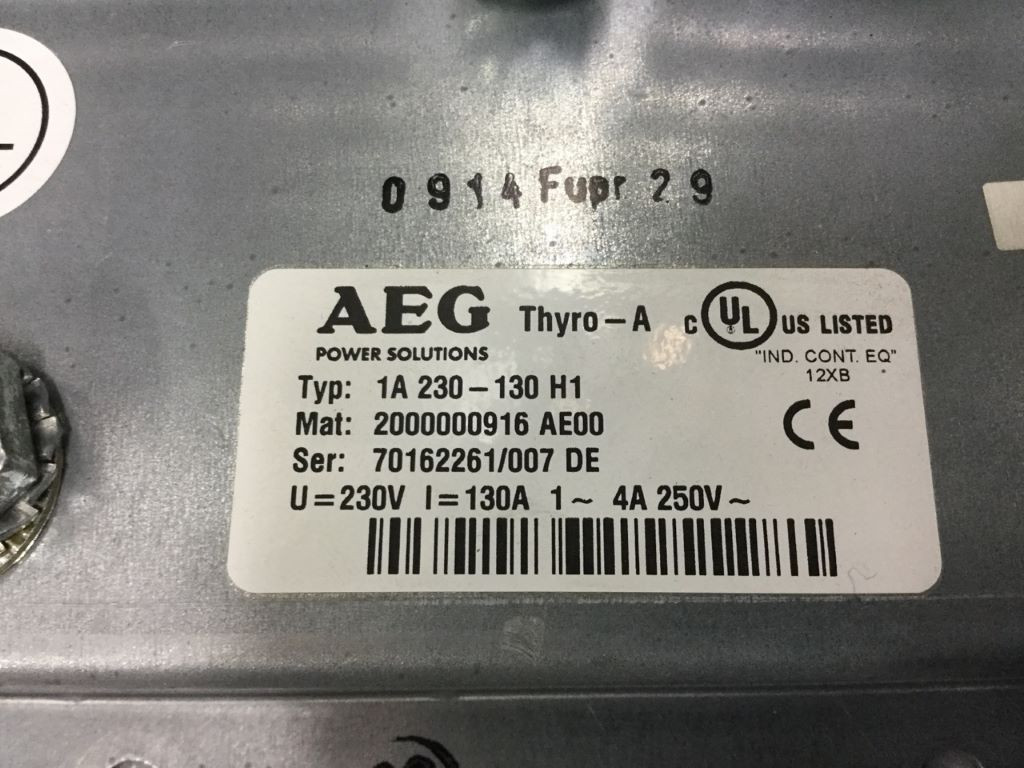 0914 Fupr 29
AEG Thyro-A c UL US LISTED
POWER SOLUTIONS
"IND. CONT. EQ"
12XB
Typ: 1A 230-130 H1
Mat: 2000000916 AE00
Ser: 70162261/007 DE
U=230V I=130A 1~ 4A 250V~
CE